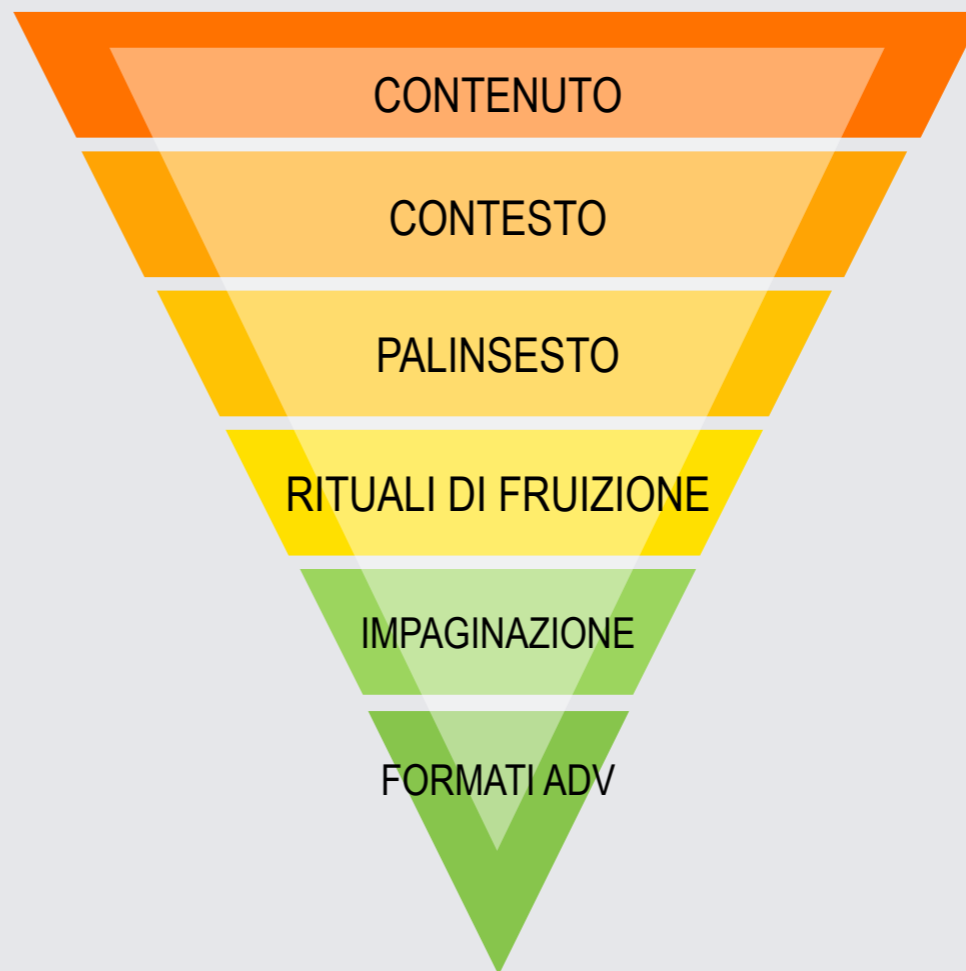 CONTENUTO
CONTESTO
PALINSESTO
RITUALI DI FRUIZIONE
IMPAGINAZIONE
FORMATI ADV